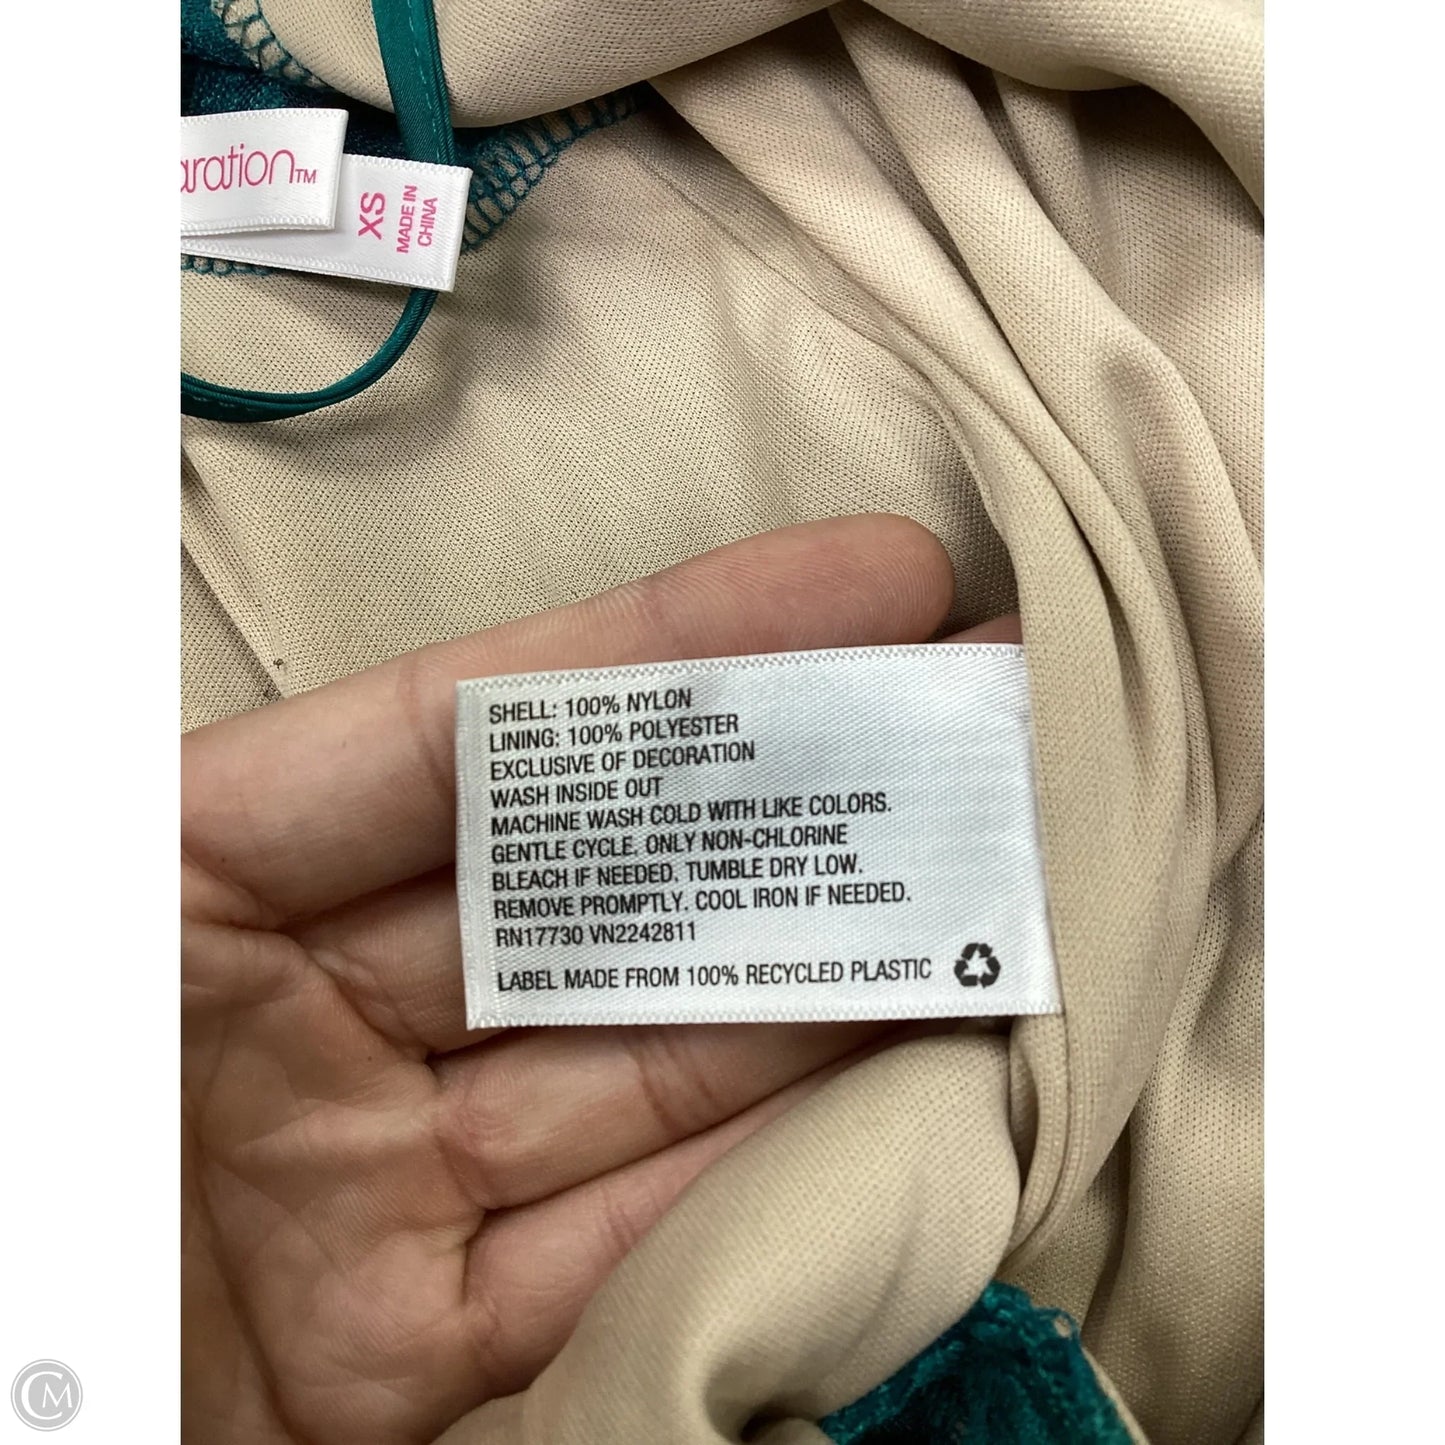 aration™
XS
MADE IN
CHINA
SHELL: 100% NYLON
LINING: 100% POLYESTER
EXCLUSIVE OF DECORATION
WASH INSIDE OUT
MACHINE WASH COLD WITH LIKE COLORS.
GENTLE CYCLE. ONLY NON-CHLORINE
BLEACH IF NEEDED. TUMBLE DRY LOW.
REMOVE PROMPTLY. COOL IRON IF NEEDED.
RN17730 VN2242811
LABEL MADE FROM 100% RECYCLED PLASTIC
CM